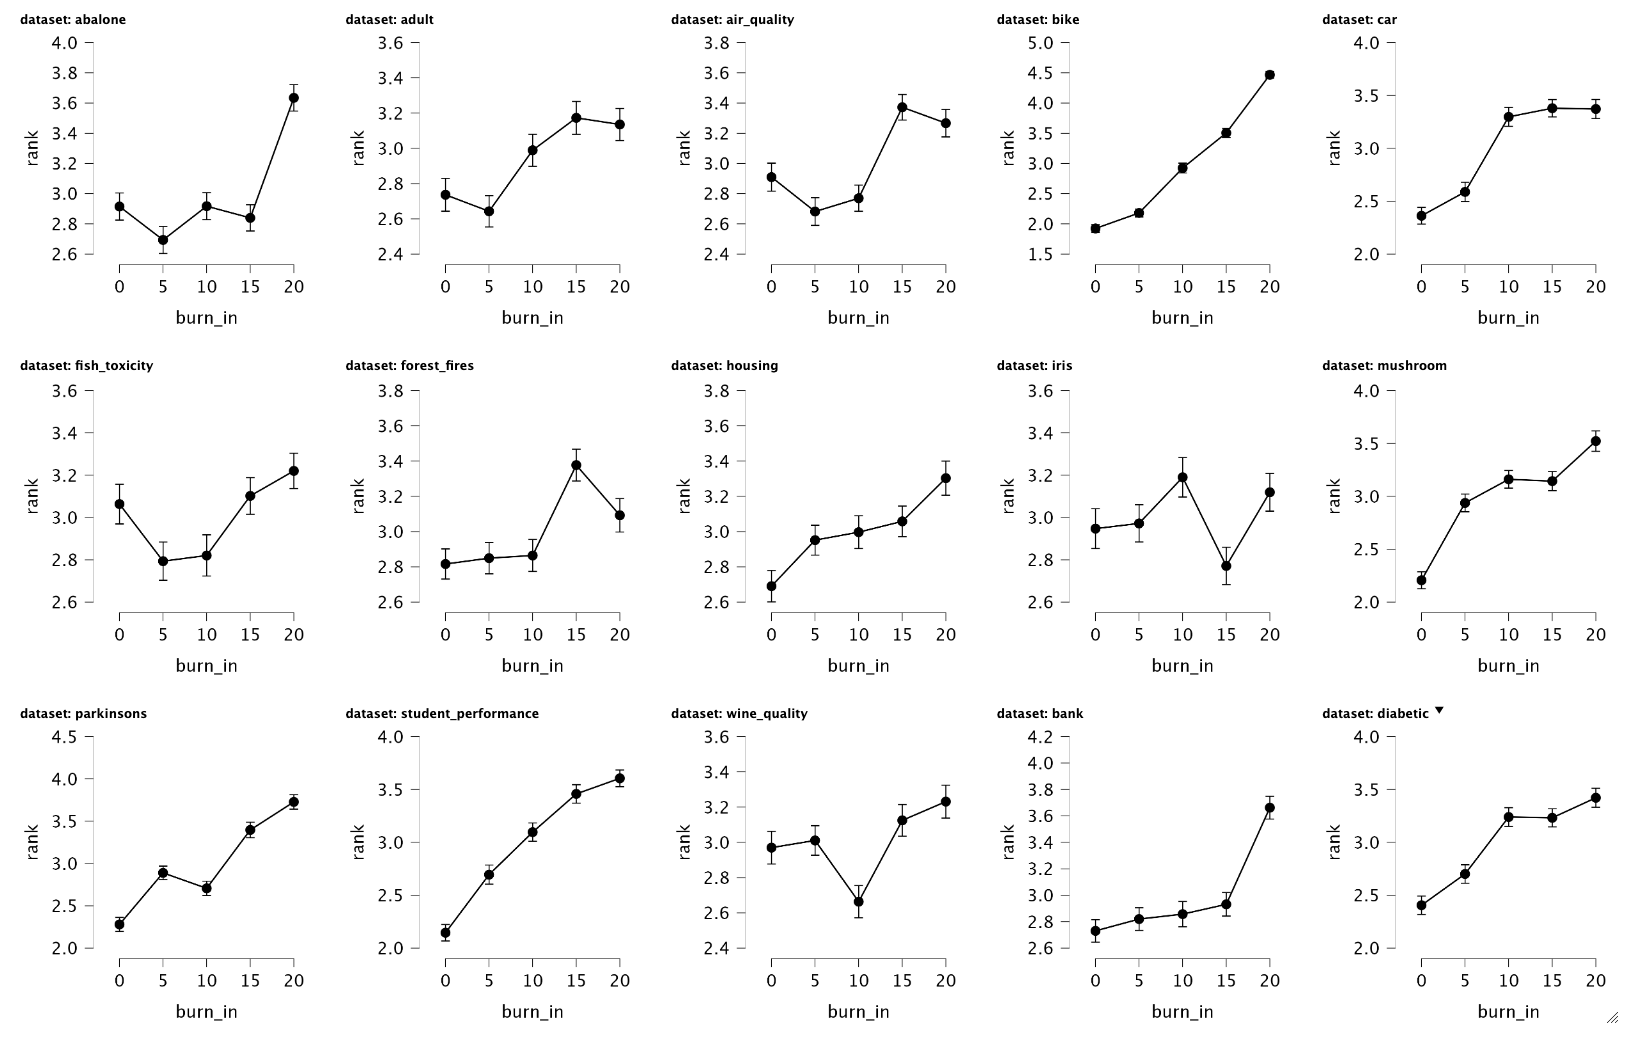 dataset: abalone
4.0
3.8
3.6
3.4
3.2
3.0
2.8
2.6
rank
0 5 10 15 20
burn_in
dataset: adult
3.6
3.4
3.2
3.0
2.8
2.6
2.4
rank
0 5 10 15 20
burn_in
dataset: air_quality
3.8
3.6
3.4
3.2
3.0
2.8
2.6
2.4
rank
0 5 10 15 20
burn_in
dataset: bike
5.0
4.5
4.0
3.5
3.0
2.5
2.0
1.5
rank
0 5 10 15 20
burn_in
dataset: car
4.0
3.5
3.0
2.5
2.0
rank
0 5 10 15 20
burn_in
dataset: fish_toxicity
3.6
3.4
3.2
3.0
2.8
2.6
rank
0 5 10 15 20
burn_in
dataset: forest_fires
3.8
3.6
3.4
3.2
3.0
2.8
2.6
rank
0 5 10 15 20
burn_in
dataset: housing
3.8
3.6
3.4
3.2
3.0
2.8
2.6
rank
0 5 10 15 20
burn_in
dataset: iris
3.6
3.4
3.2
3.0
2.8
2.6
rank
0 5 10 15 20
burn_in
dataset: mushroom
4.0
3.5
3.0
2.5
2.0
rank
0 5 10 15 20
burn_in
dataset: parkinsons
4.5
4.0
3.5
3.0
2.5
2.0
rank
0 5 10 15 20
burn_in
dataset: student_performance
4.0
3.5
3.0
2.5
2.0
rank
0 5 10 15 20
burn_in
dataset: wine_quality
3.6
3.4
3.2
3.0
2.8
2.6
2.4
rank
0 5 10 15 20
burn_in
dataset: bank
4.2
4.0
3.8
3.6
3.4
3.2
3.0
2.8
2.6
rank
0 5 10 15 20
burn_in
dataset: diabetic
4.0
3.5
3.0
2.5
2.0
rank
0 5 10 15 20
burn_in